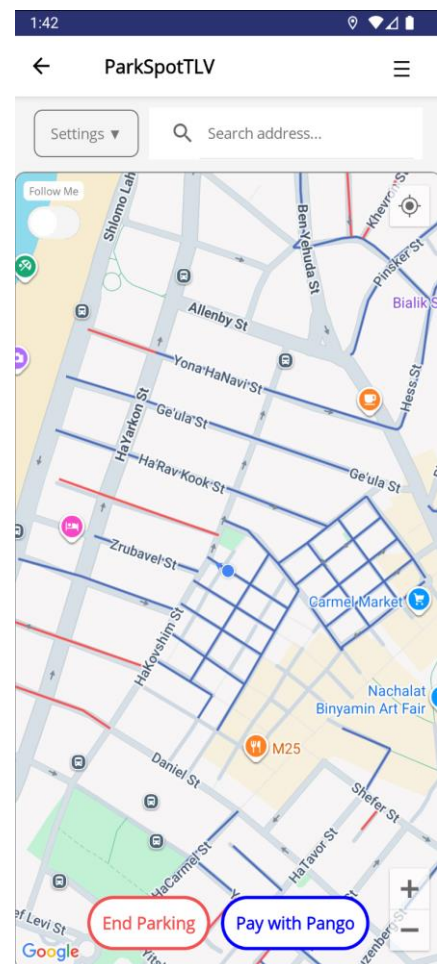 1:42
ParkSpotTLV
Settings ▼
Search address...
Follow Me
Shlomo Lah
Ben-Yehuda St
Khevron St
Pinsker St
Bialik S
Allenby St
Yona HaNavi St
Hess St
HaYarkon St
Ge'ula St
Ha'Rav Kook St
Ge'ula St
Zrubavel St
Carmel Market
HaKovshim St
Nachalat
Binyamin Art Fair
M25
Daniel St
Shefer St
HaTavor St
HaCarmel St
ef Levi St
End Parking
Pay with Pango
Google